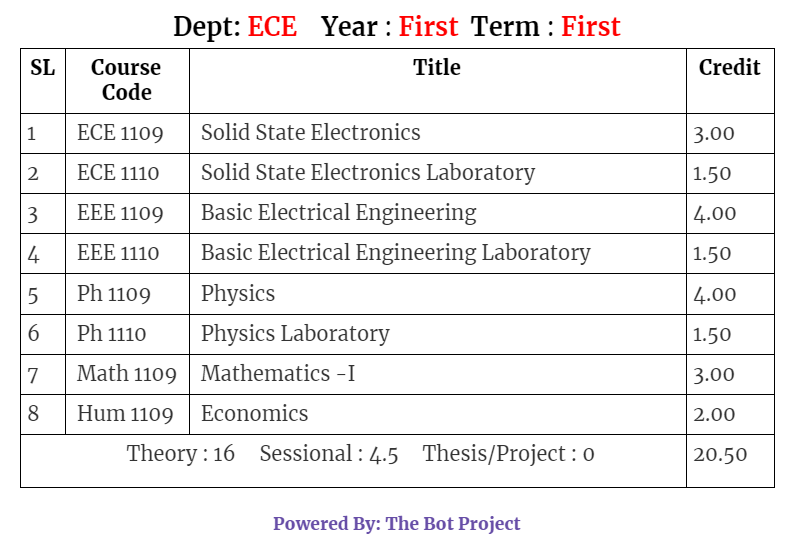 Dept: ECE Year : First Term : First
SL Course Code Title Credit
1 ECE 1109 Solid State Electronics 3.00
2 ECE 1110 Solid State Electronics Laboratory 1.50
3 EEE 1109 Basic Electrical Engineering 4.00
4 EEE 1110 Basic Electrical Engineering Laboratory 1.50
5 Ph 1109 Physics 4.00
6 Ph 1110 Physics Laboratory 1.50
7 Math 1109 Mathematics -I 3.00
8 Hum 1109 Economics 2.00
Theory : 16 Sessional : 4.5 Thesis/Project : 0 20.50
Powered By: The Bot Project